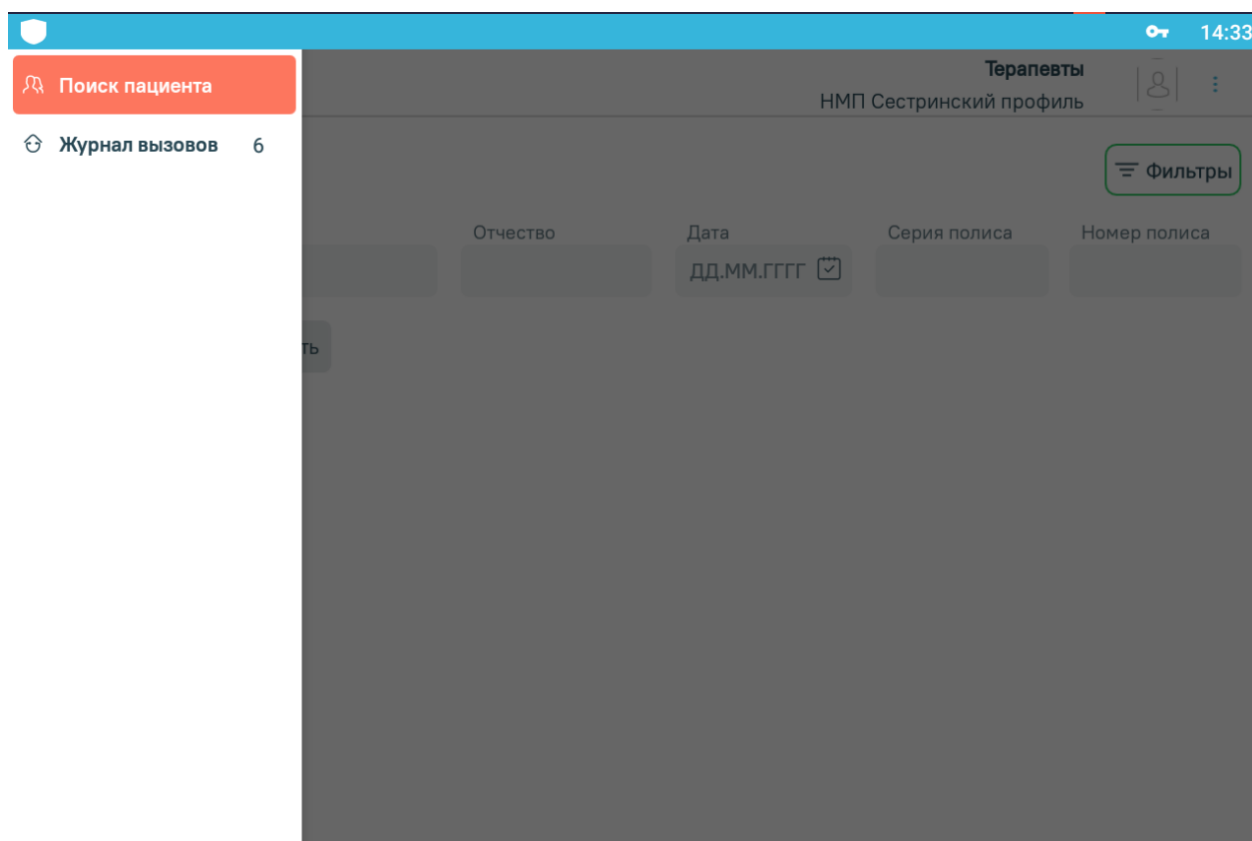 14:33
Поиск пациента
Журнал вызовов 6
Терапевты
НМП Сестринский профиль
Фильтры
Отчество Дата Серия полиса Номер полиса
ДД.ММ.ГГГГ
ть